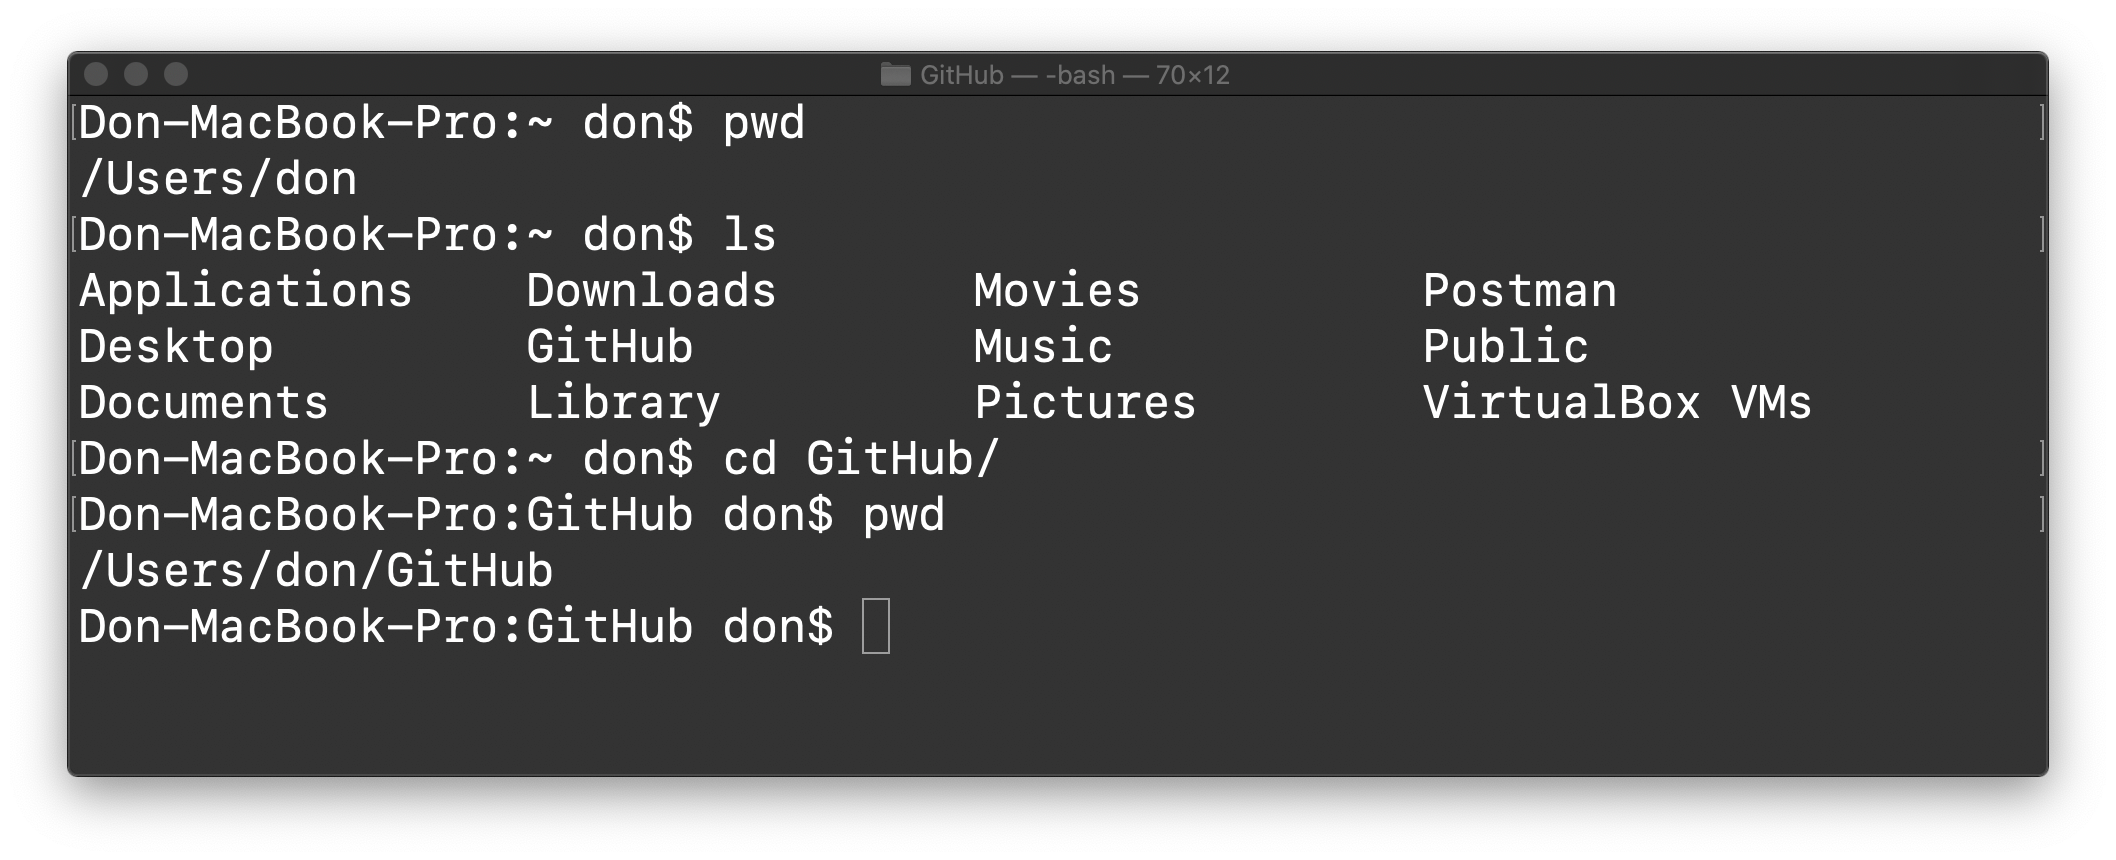 GitHub — -bash — 70×12
Don-MacBook-Pro:~ don$ pwd
/Users/don
Don-MacBook-Pro:~ don$ ls
Applications Downloads Movies Postman
Desktop GitHub Music Public
Documents Library Pictures VirtualBox VMs
Don-MacBook-Pro:~ don$ cd GitHub/
Don-MacBook-Pro:GitHub don$ pwd
/Users/don/GitHub
Don-MacBook-Pro:GitHub don$